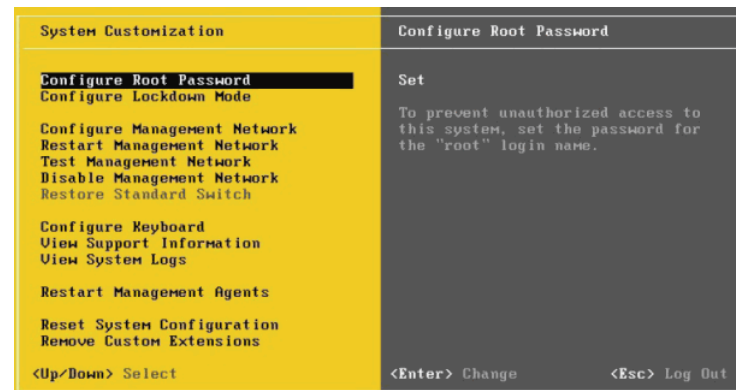 System Customization
Configure Root Password
Configure Lockdown Mode
Configure Management Network
Restart Management Network
Test Management Network
Disable Management Network
Restore Standard Switch
Configure Keyboard
View Support Information
View System Logs
Restart Management Agents
Reset System Configuration
Remove Custom Extensions
<Up/Down> Select
Configure Root Password
Set
To prevent unauthorized access to
this system, set the password for
the "root" login name.
<Enter> Change
<Esc> Log Out